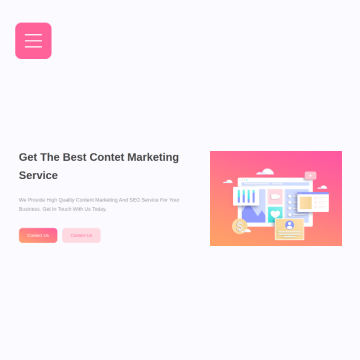 Get The Best Contet Marketing
Service
We Provide High Quality Content Marketing And SEO Service For Your
Business. Get In Touch With Us Today.
Contact Us
Contact Us